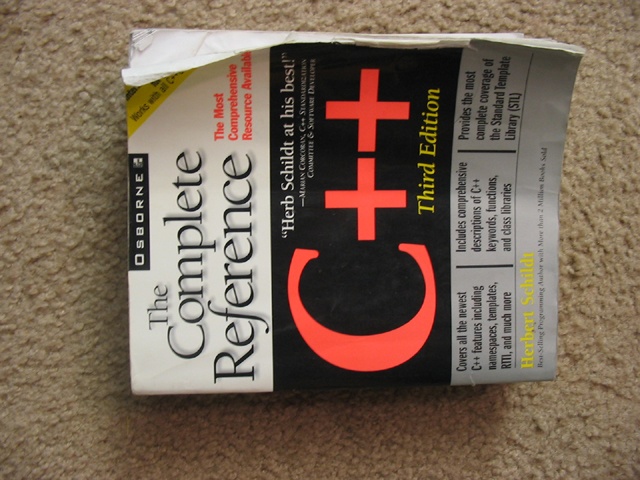 Works with all C
OSBORNE
The
Complete
Reference
The Most
Comprehensive
Resource Available
"Herb Schildt at his best!"
—MARIAN CORCORAN, C++ STANDARDIZATION
COMMITTEE & SOFTWARE DEVELOPER
C++
Third Edition
Covers all the newest
C++ features including
namespaces, templates,
RTTI, and much more
Includes comprehensive
descriptions of C++
keywords, functions,
and class libraries
Provides the most
complete coverage of
the Standard Template
Library (STL)
Herbert Schildt
Best-Selling Programming Author with More than 2 Million Books Sold